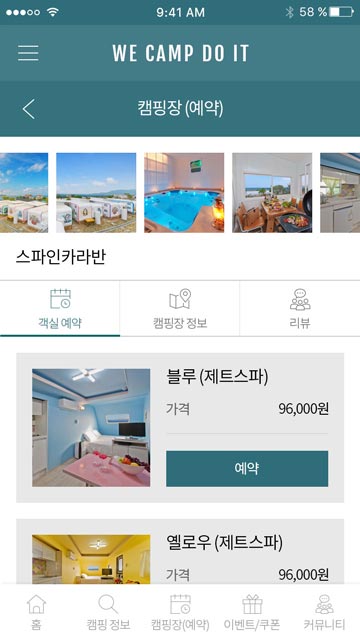 9:41 AM
58 %
WE CAMP DO IT
캠핑장 (예약)
스파인카라반
객실 예약
캠핑장 정보
리뷰
블루 (제트스파)
가격
96,000원
예약
옐로우 (제트스파)
가격
96,000원
홈
캠핑 정보
캠핑장(예약)
이벤트/쿠폰
커뮤니티